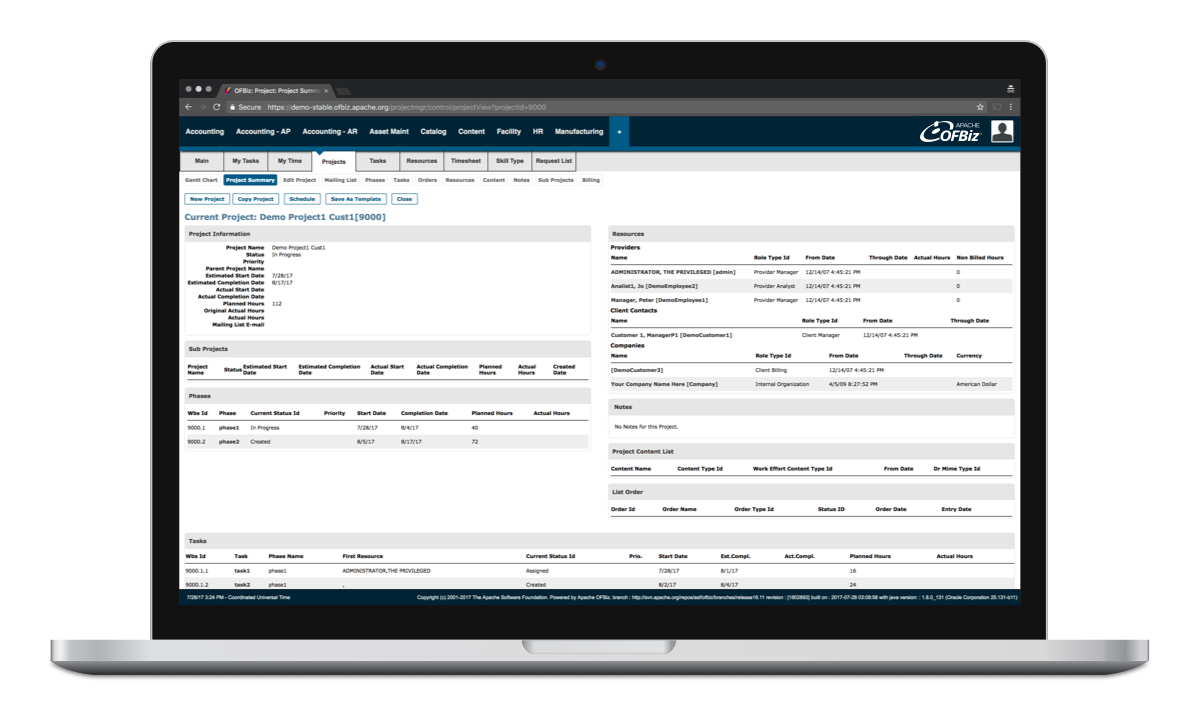 OFBiz: Project: Project Summ
Secure https://demo-stable.ofbiz.apache.org/projectmgr/control/projectView?projectId=9000
Accounting Accounting - AP Accounting - AR Asset Maint Catalog Content Facility HR Manufacturing +
APACHE
OFBiz
Main My Tasks My Time Projects Tasks Resources Timesheet Skill Type Request List
Gantt Chart Project Summary Edit Project Mailing List Phases Tasks Orders Resources Content Notes Sub Projects Billing
New Project Copy Project Schedule Save As Template Close
Current Project: Demo Project1 Cust1[9000]
Project Information
Project Name Demo Project1 Cust1
Status In Progress
Priority
Parent Project Name
Estimated Start Date 7/28/17
Estimated Completion Date 8/17/17
Actual Start Date
Actual Completion Date
Planned Hours 112
Original Actual Hours
Actual Hours
Mailing List E-mail
Sub Projects
Project Name Status Estimated Start Date Estimated Completion Date Actual Start Date Actual Completion Date Planned Hours Actual Hours Created Date
Phases
Wbs Id Phase Current Status Id Priority Start Date Completion Date Planned Hours Actual Hours
9000.1 phase1 In Progress 7/28/17 8/4/17 40
9000.2 phase2 Created 8/5/17 8/17/17 72
Resources
Providers
Name Role Type Id From Date Through Date Actual Hours Non Billed Hours
ADMINISTRATOR, THE PRIVILEGED [admin] Provider Manager 12/14/07 4:45:21 PM 0
Analist1, Jo [DemoEmployee2] Provider Analyst 12/14/07 4:45:21 PM 0
Manager, Peter [DemoEmployee1] Provider Manager 12/14/07 4:45:21 PM 0
Client Contacts
Name Role Type Id From Date Through Date
Customer 1, ManagerP1 [DemoCustomer1] Client Manager 12/14/07 4:45:21 PM
Companies
Name Role Type Id From Date Through Date Currency
[DemoCustomer3] Client Billing 12/14/07 4:45:21 PM
Your Company Name Here [Company] Internal Organization 4/5/09 8:27:52 PM American Dollar
Notes
No Notes for this Project.
Project Content List
Content Name Content Type Id Work Effort Content Type Id From Date Dr Mime Type Id
List Order
Order Id Order Name Order Type Id Status ID Order Date Entry Date
Tasks
Wbs Id Task Phase Name First Resource Current Status Id Prio. Start Date Est.Compl. Act.Compl. Planned Hours Actual Hours
9000.1.1 task1 phase1 ADMINISTRATOR,THE PRIVILEGED Assigned 7/28/17 8/1/17 16
9000.1.2 task2 phase1 , Created 8/2/17 8/4/17 24
7/28/17 3:24 PM - Coordinated Universal Time Copyright (c) 2001-2017 The Apache Software Foundation. Powered by Apache OFBiz. branch : http://svn.apache.org/repos/asf/ofbiz/branches/release16.11 revision : [1802893] built on : 2017-07-28 03:08:58 with java version: : 1.8.0_131 (Oracle Corporation 25.131-b11)